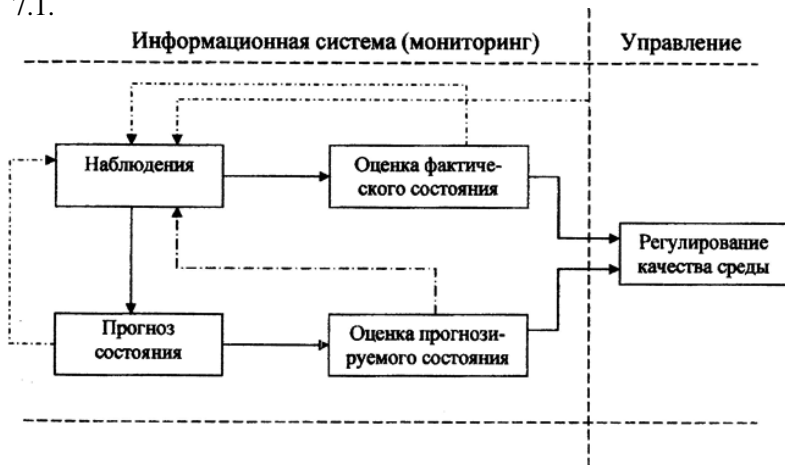 7.1.
Информационная система (мониторинг)
Управление
Наблюдения
Оценка фактиче-
ского состояния
Регулирование
качества среды
Прогноз
состояния
Оценка прогнози-
руемого состояния